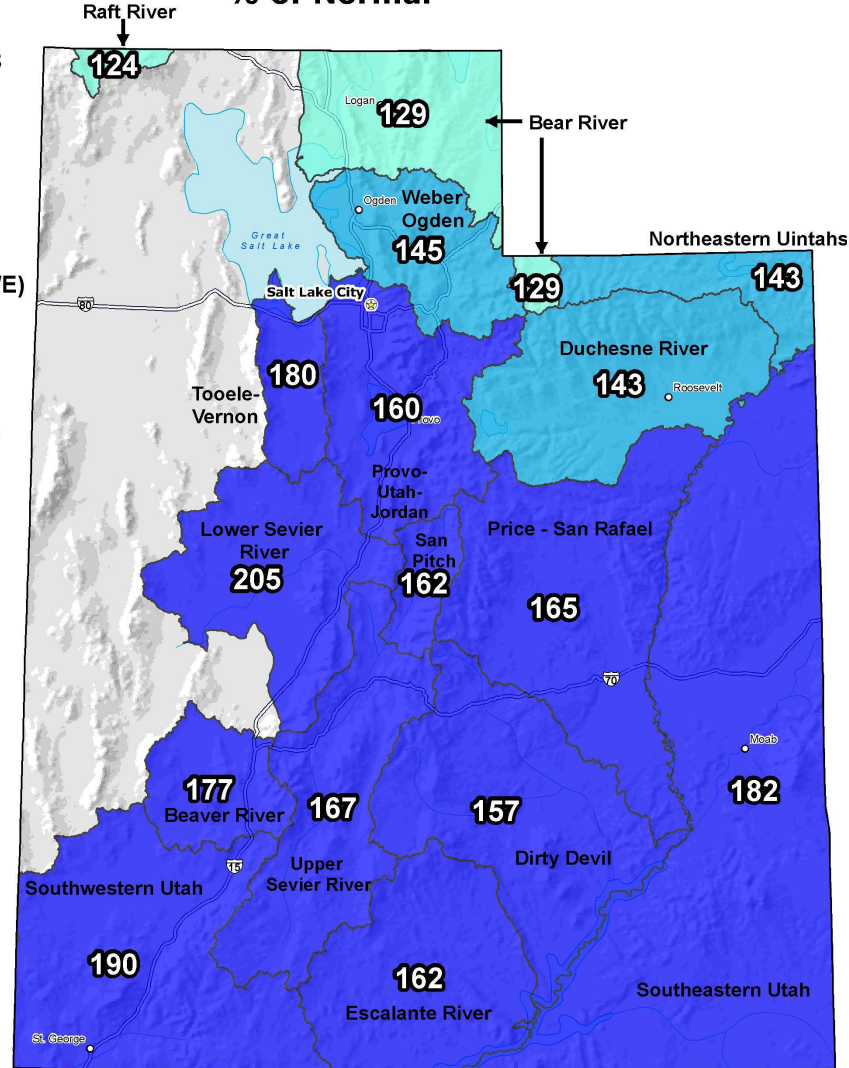 % of Normal
Raft River
124
Logan
129
Bear River
Ogden
Weber
Ogden
145
Great
Salt Lake
Northeastern Uintahs
143
129
Salt Lake City
80
Duchesne River
143
Roosevelt
180
Tooele-
Vernon
160
Provo-
Utah-
Jordan
Lower Sevier
River
205
San
Pitch
162
Price - San Rafael
165
70
Moab
182
177
Beaver River
167
157
15
Upper
Sevier River
Dirty Devil
Southwestern Utah
190
162
Escalante River
Southeastern Utah
St. George